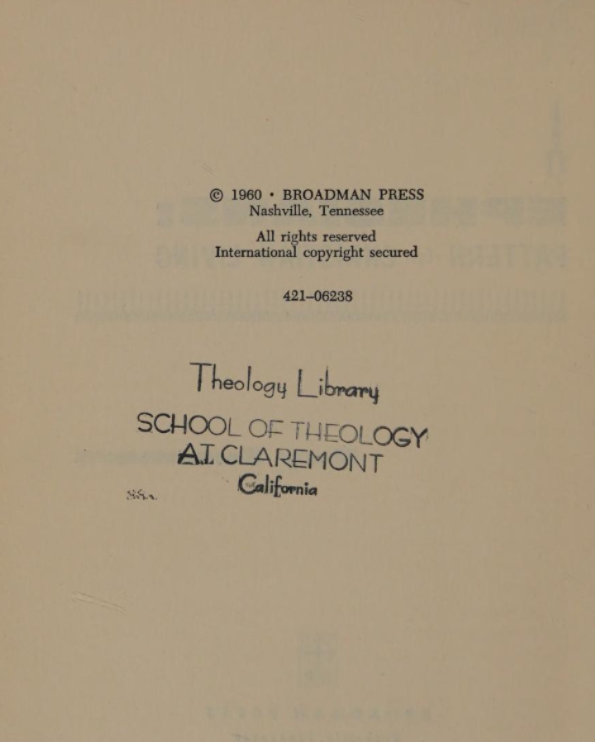 © 1960 • BROADMAN PRESS
Nashville, Tennessee
All rights reserved
International copyright secured
421–06238
Theology Library
SCHOOL OF THEOLOGY
AT CLAREMONT
California